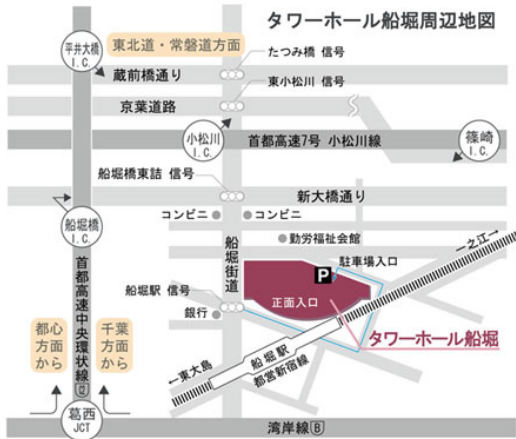 タワーホール船堀周辺地図
平井大橋
I.C.
東北道・常磐道方面
たつみ橋 信号
蔵前橋通り
東小松川 信号
京葉道路
小松川
I.C.
首都高速7号 小松川線
篠崎
I.C.
船堀橋東詰 信号
新大橋通り
船堀橋
I.C.
コンビニ
コンビニ
勤労福祉会館
一之江→
駐車場入口
P
船堀街道
首都高速中央環状線
C2
船堀駅 信号
正面入口
銀行
タワーホール船堀
都心
方面
から
千葉
方面
から
船堀駅
都営新宿線
←東大島
葛西
JCT
湾岸線
B